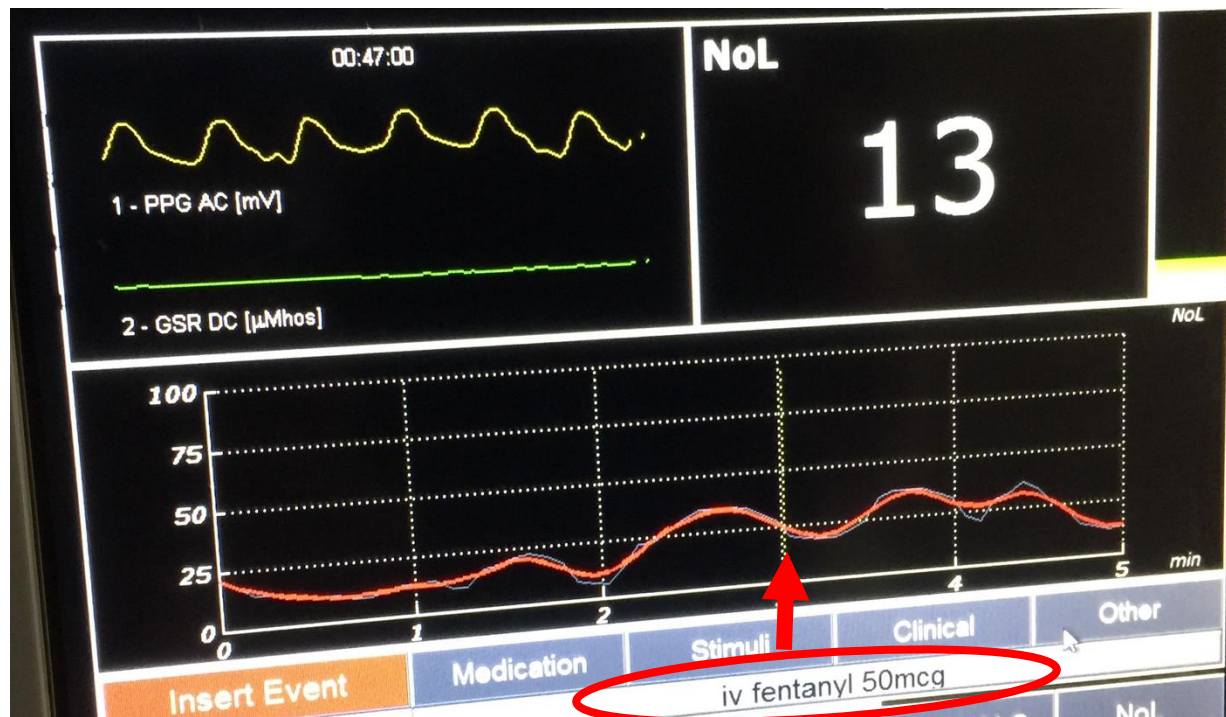 00:47:00
NoL
13
1 - PPG AC [mV]
2 - GSR DC [µMhos]
NoL
100
75
50
25
0
0 1 2 4 5 min
Insert Event Medication Stimuli Clinical Other
iv fentanyl 50mcg
NoL